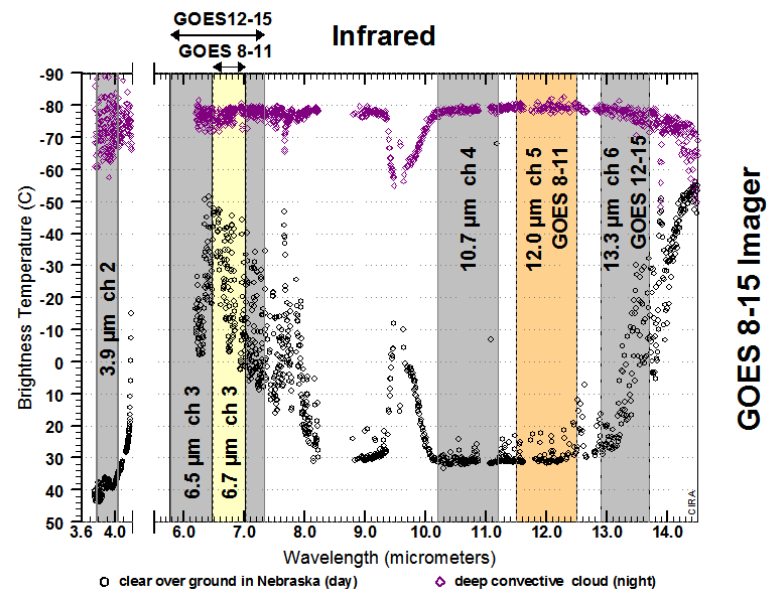 GOES12-15
GOES 8-11
Infrared
-90
-80
-70
-60
-50
-40
-30
-20
-10
0
10
20
30
40
50
Brightness Temperature (C)
3.9 µm ch 2
6.5 µm ch 3
6.7 µm ch 3
10.7 µm ch 4
12.0 µm ch 5
GOES 8-11
13.3 µm ch 6
GOES 12-15
CIRA
3.6 4.0 6.0 7.0 8.0 9.0 10.0 11.0 12.0 13.0 14.0
Wavelength (micrometers)
clear over ground in Nebraska (day) deep convective cloud (night)
GOES 8-15 Imager